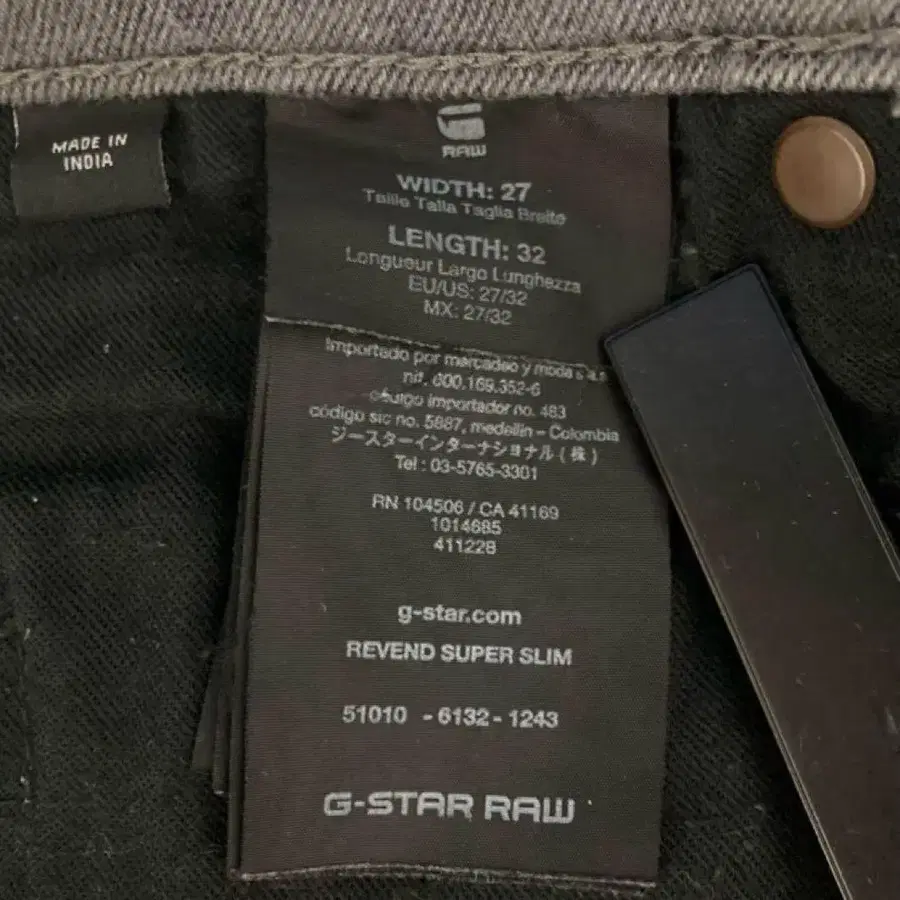 MADE IN
INDIA
RAW
WIDTH: 27
Taille Talla Taglia Breite
LENGTH: 32
Longueur Largo Lunghezza
EU/US: 27/32
MX: 27/32
Importado por mercadeo y moda s.a.s
nit. 800.169.352-6
código importador no. 483
código sic no. 5887, medellin - Colombia
ジースターインターナショナル(株)
Tel : 03-5765-3301
RN 104506 / CA 41169
1014685
411228
g-star.com
REVEND SUPER SLIM
51010 - 6132 - 1243
G-STAR RAW